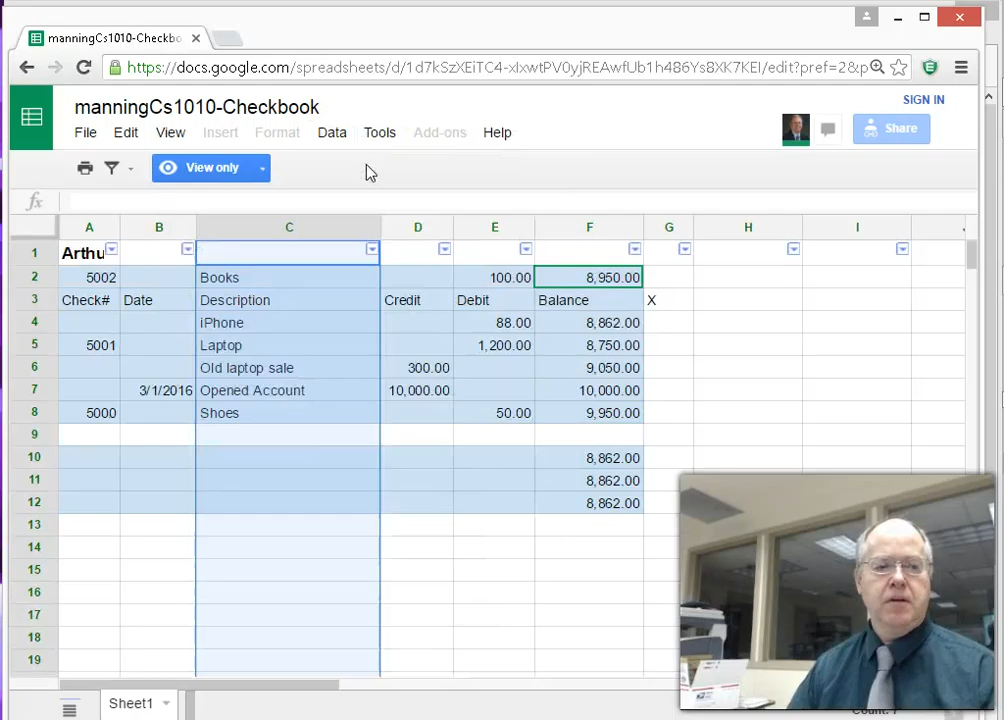 manningCs1010-Checkbo
https://docs.google.com/spreadsheets/d/1d7kSzXEiTC4-xIxwtPV0yjREAwfUb1h486Ys8XK7KEI/edit?pref=2&p
manningCs1010-Checkbook
SIGN IN
File Edit View Insert Format Data Tools Add-ons Help
Share
View only
fx
A B C D E F G H I
1 Arthu
2 5002 Books 100.00 8,950.00
3 Check# Date Description Credit Debit Balance X
4 iPhone 88.00 8,862.00
5 5001 Laptop 1,200.00 8,750.00
6 Old laptop sale 300.00 9,050.00
7 3/1/2016 Opened Account 10,000.00 10,000.00
8 5000 Shoes 50.00 9,950.00
9
10 8,862.00
11 8,862.00
12 8,862.00
13
14
15
16
17
18
19
Sheet1